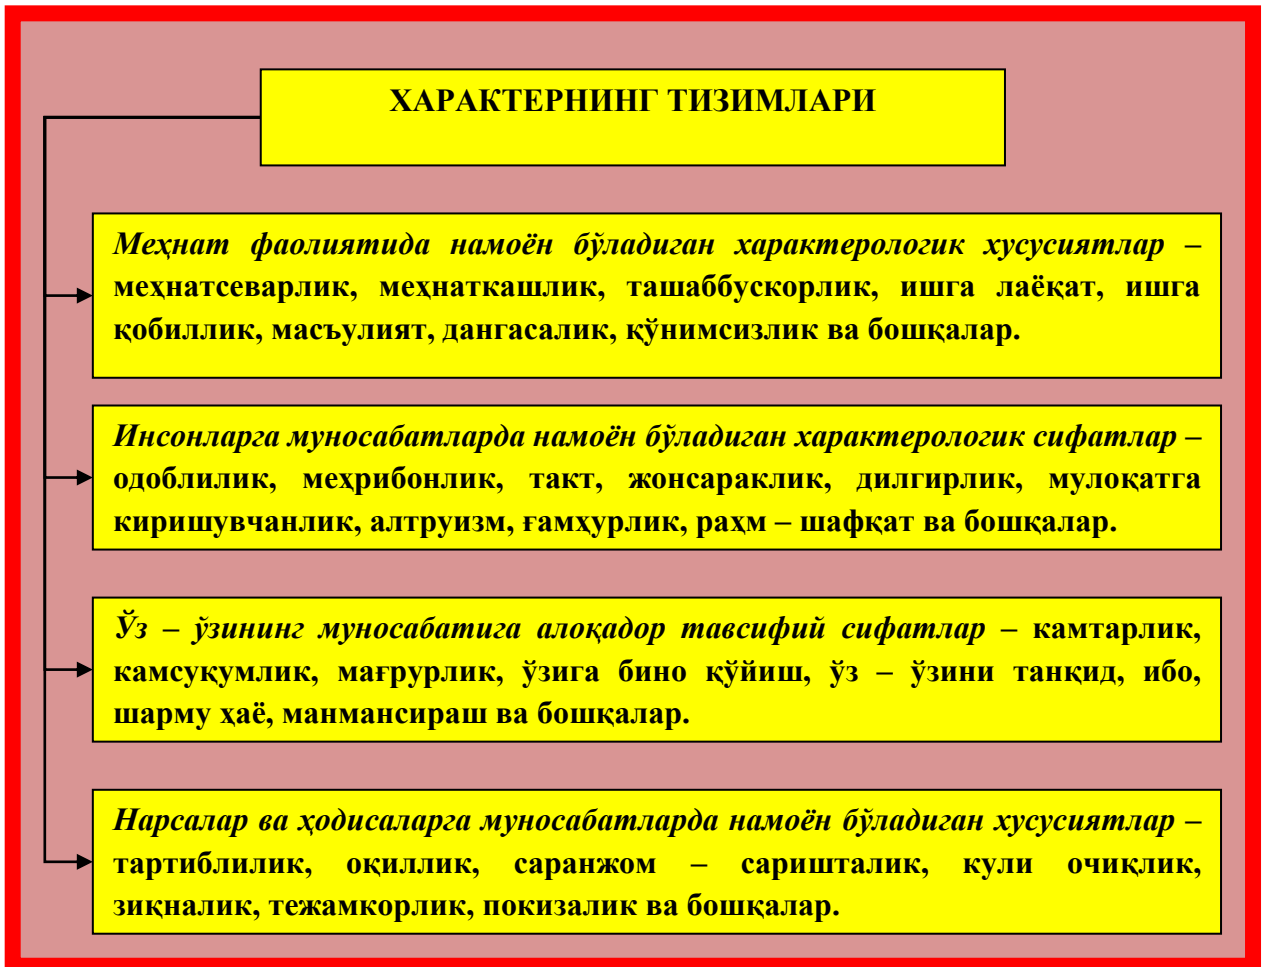 ХАРАКТЕРНИНГ ТИЗИМЛАРИ
Меҳнат фаолиятида намоён бўладиган характерологик хусусиятлар –
меҳнатсеварлик, меҳнаткашлик, ташаббускорлик, ишга лаёқат, ишга
қобиллик, масъулият, дангасалик, қўнимсизлик ва бошқалар.
Инсонларга муносабатларда намоён бўладиган характерологик сифатлар –
одоблилик, меҳрибонлик, такт, жонсараклик, дилгирлик, мулоқатга
киришувчанлик, алтруизм, ғамҳурлик, раҳм – шафқат ва бошқалар.
Ўз – ўзининг муносабатига алоқадор тавсифий сифатлар – камтарлик,
камсуқумлик, мағрурлик, ўзига бино қўйиш, ўз – ўзини танқид, ибо,
шарму ҳаё, манмансираш ва бошқалар.
Нарсалар ва ҳодисаларга муносабатларда намоён бўладиган хусусиятлар –
тартиблилик, оқиллик, саранжом – саришталик, кули очиқлик,
зиқналик, тежамкорлик, покизалик ва бошқалар.